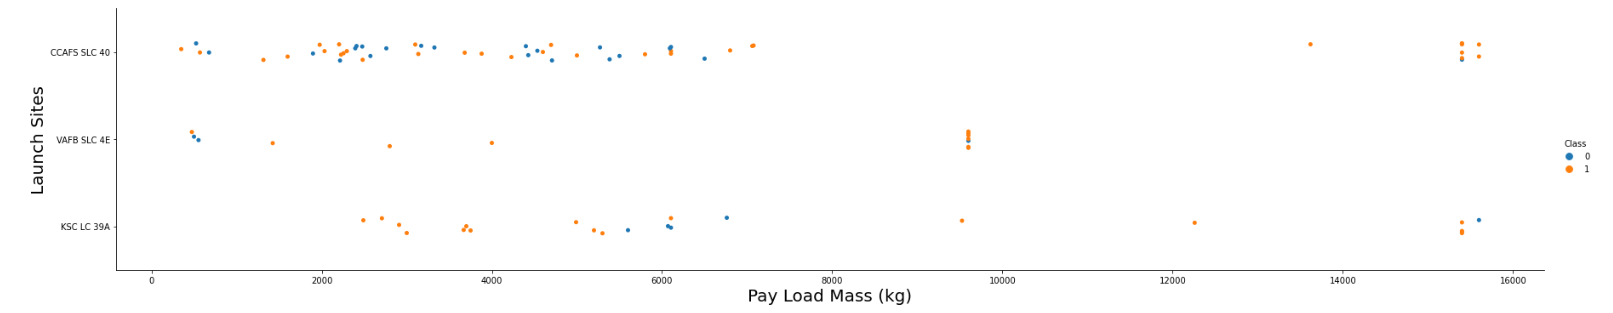 CCAFS SLC 40
VAFB SLC 4E
KSC LC 39A
Launch Sites
0
2000
4000
6000
8000
10000
12000
14000
16000
Pay Load Mass (kg)
Class
0
1